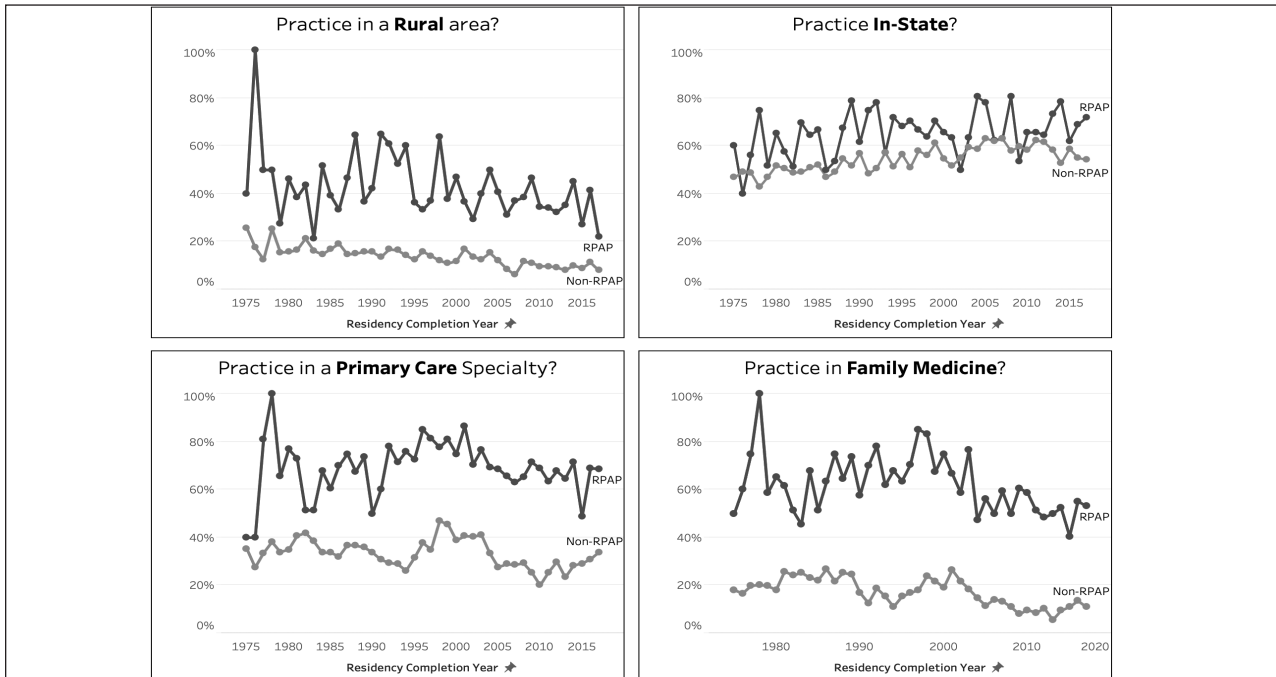 Practice in a Rural area?
100%
80%
60%
40%
20%
0%
RPAP
Non-RPAP
1975 1980 1985 1990 1995 2000 2005 2010 2015
Residency Completion Year
Practice In-State?
100%
80%
60%
40%
20%
0%
RPAP
Non-RPAP
1975 1980 1985 1990 1995 2000 2005 2010 2015
Residency Completion Year
Practice in a Primary Care Specialty?
100%
80%
60%
40%
20%
0%
RPAP
Non-RPAP
1975 1980 1985 1990 1995 2000 2005 2010 2015
Residency Completion Year
Practice in Family Medicine?
100%
80%
60%
40%
20%
0%
RPAP
Non-RPAP
1980 1990 2000 2010 2020
Residency Completion Year